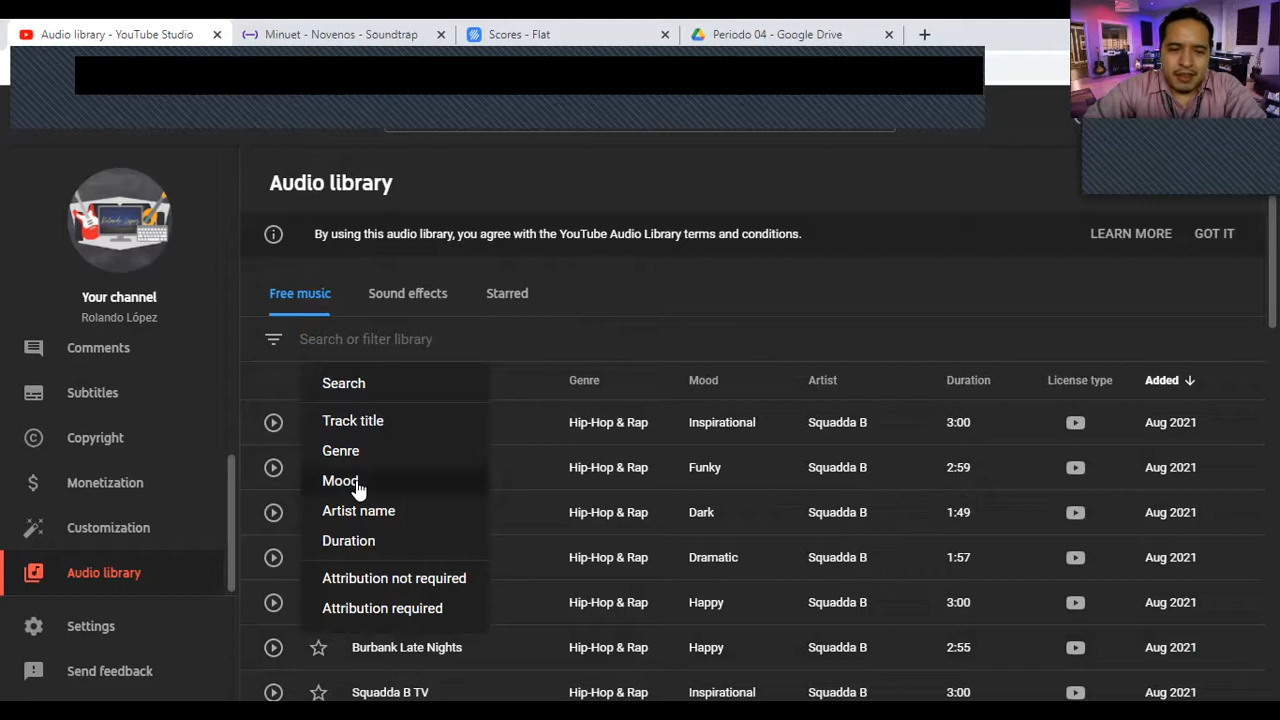 Audio library - YouTube Studio
Minuet - Novenos - Soundtrap
Scores - Flat
Periodo 04 - Google Drive
Audio library
By using this audio library, you agree with the YouTube Audio Library terms and conditions.
LEARN MORE
GOT IT
Rolando López
Your channel
Rolando López
Comments
Subtitles
Copyright
Monetization
Customization
Audio library
Settings
Send feedback
Free music
Sound effects
Starred
Search or filter library
Search
Track title
Genre
Mood
Artist name
Duration
Attribution not required
Attribution required
Genre Mood Artist Duration License type Added
Hip-Hop & Rap Inspirational Squadda B 3:00 Aug 2021
Hip-Hop & Rap Funky Squadda B 2:59 Aug 2021
Hip-Hop & Rap Dark Squadda B 1:49 Aug 2021
Hip-Hop & Rap Dramatic Squadda B 1:57 Aug 2021
Hip-Hop & Rap Happy Squadda B 3:00 Aug 2021
Burbank Late Nights Hip-Hop & Rap Happy Squadda B 2:55 Aug 2021
Squadda B TV Hip-Hop & Rap Inspirational Squadda B 3:00 Aug 2021